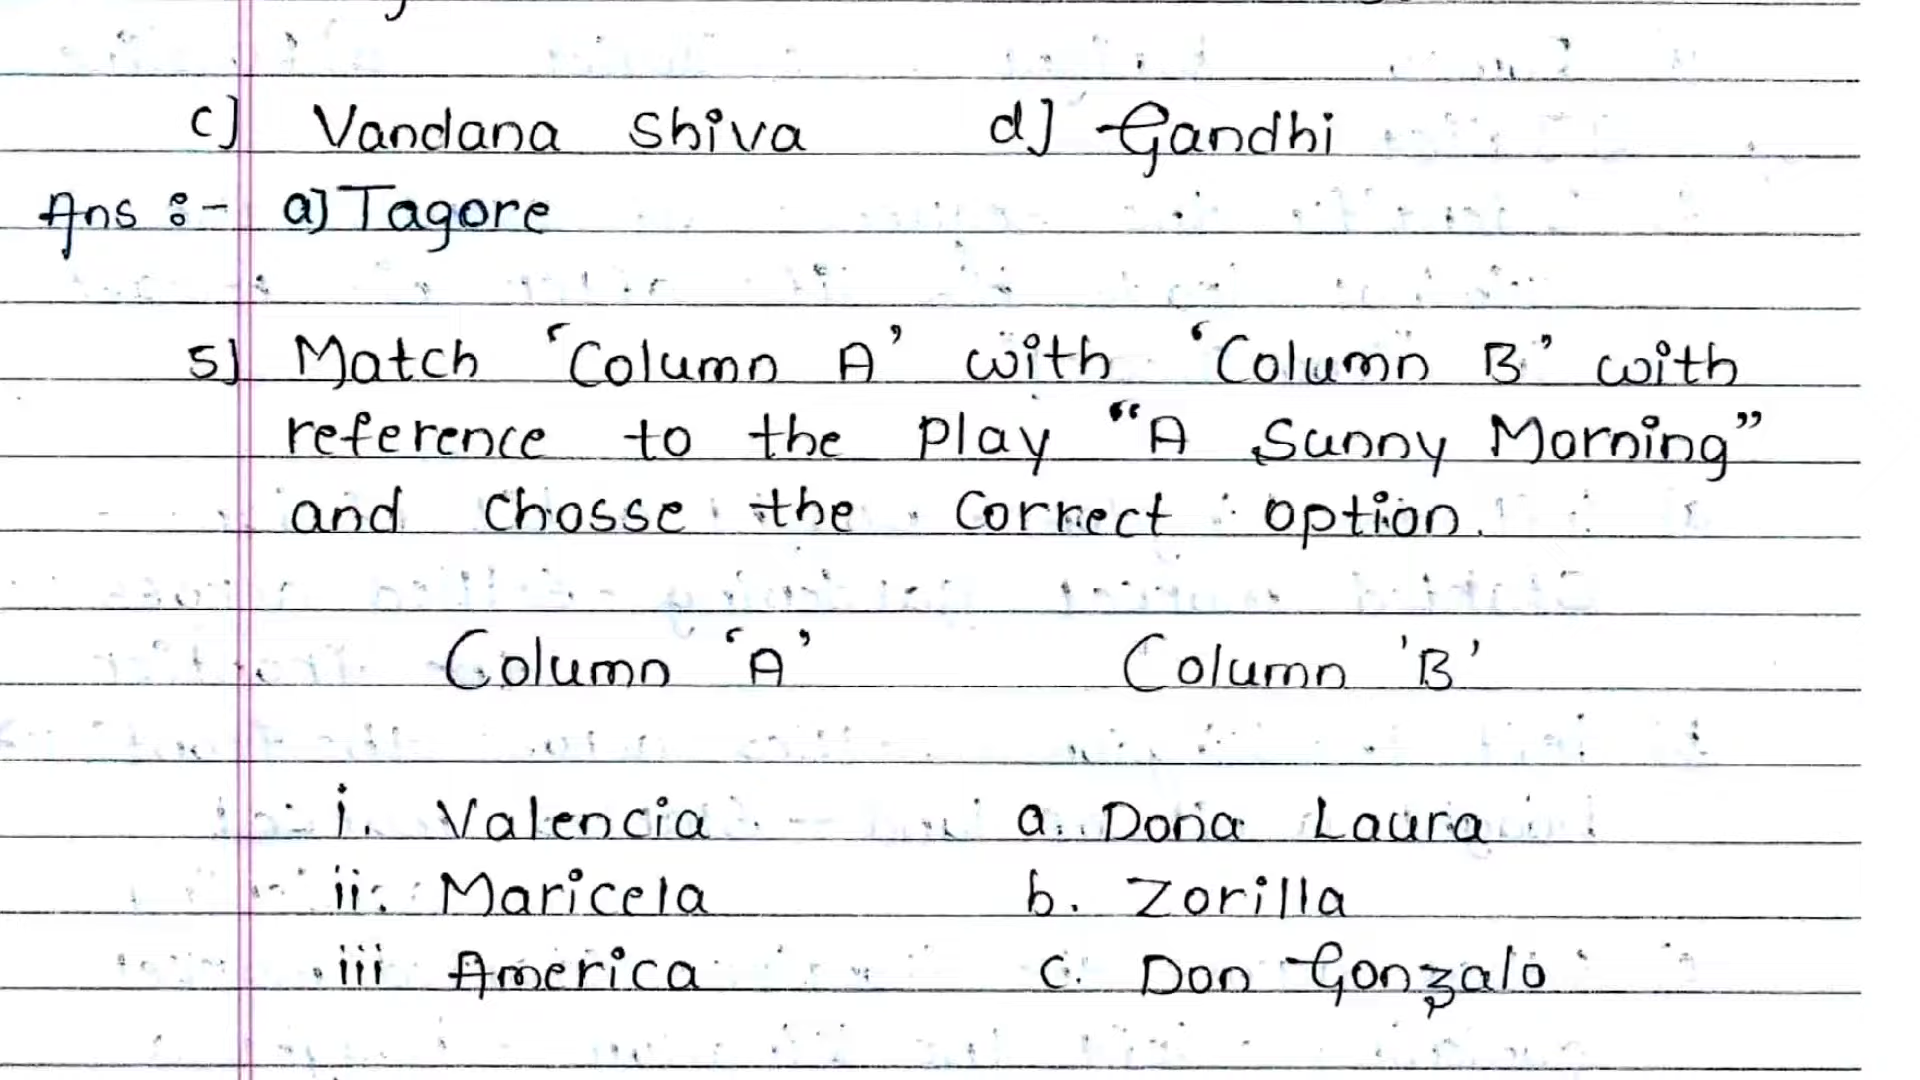 c] Vandana Shiva d] Gandhi
Ans :- a] Tagore
5] Match 'Column A' with 'Column B' with
reference to the play "A Sunny Morning"
and chosse the correct option.
Column 'A' Column 'B'
i. Valencia a. Dona Laura
ii. Maricela b. Zorilla
iii America c. Don Gonzalo